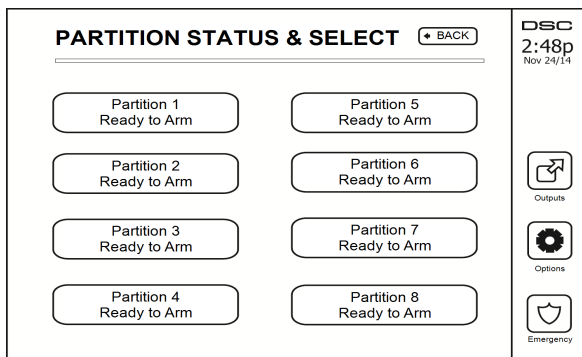 PARTITION STATUS & SELECT
BACK
Partition 1
Ready to Arm
Partition 2
Ready to Arm
Partition 3
Ready to Arm
Partition 4
Ready to Arm
Partition 5
Ready to Arm
Partition 6
Ready to Arm
Partition 7
Ready to Arm
Partition 8
Ready to Arm
DSC
2:48p
Nov 24/14
Outputs
Options
Emergency